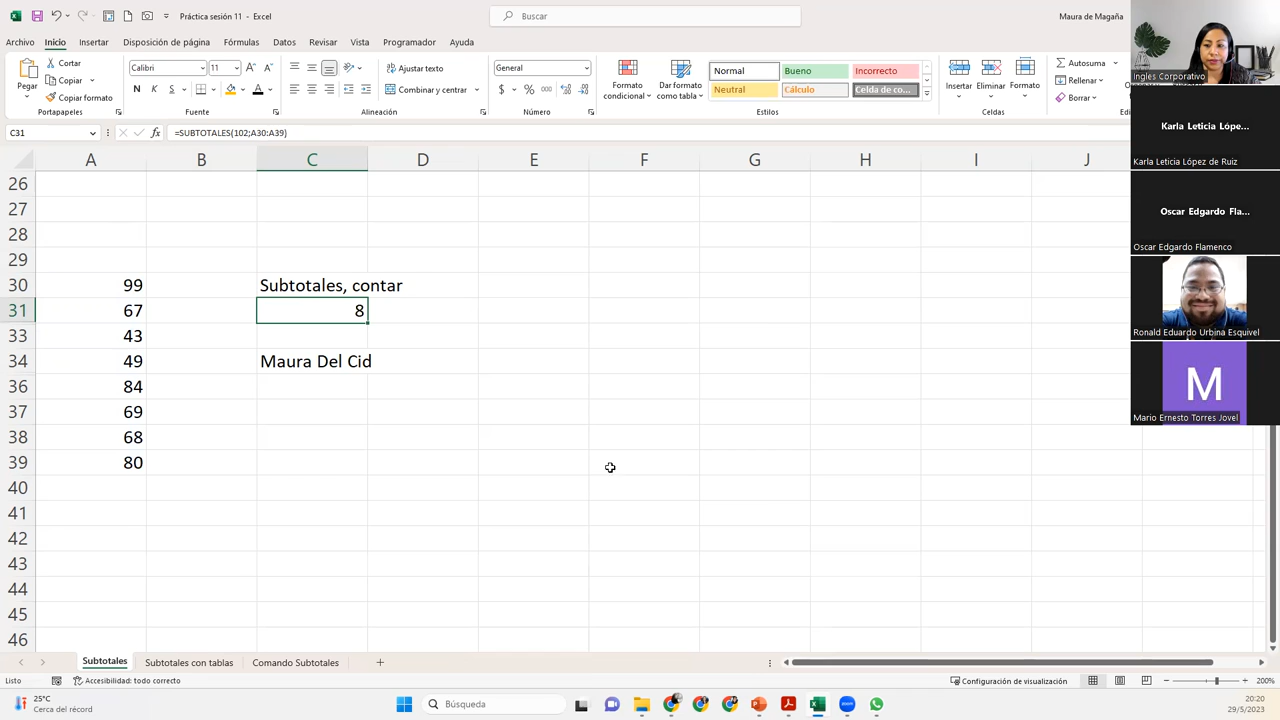 Práctica sesión 11 - Excel
Buscar
Maura de Magaña
Archivo Inicio Insertar Disposición de página Fórmulas Datos Revisar Vista Programador Ayuda
Pegar
Cortar
Copiar
Copiar formato
Portapapeles
Calibri 11
N K S
Fuente
Ajustar texto
Combinar y centrar
Alineación
General
$ % 000
Número
Formato condicional
Dar formato como tabla
Normal Bueno Incorrecto
Neutral Cálculo Celda de co...
Estilos
Insertar Eliminar Formato
Autosuma
Rellenar
Borrar
C31 fx =SUBTOTALES(102;A30:A39)
A B C D E F G H I J
26
27
28
29
30 99 Subtotales, contar
31 67 8
33 43
34 49 Maura Del Cid
36 84
37 69
38 68
39 80
40
41
42
43
44
45
46
Subtotales Subtotales con tablas Comando Subtotales
Listo Accesibilidad: todo correcto Configuración de visualización 200%
25°C
Cerca del récord
Búsqueda
zoom
20:20
29/5/2023
Ingles Corporativo
Karla Leticia Lópe...
Karla Leticia López de Ruiz
Oscar Edgardo Fla...
Oscar Edgardo Flamenco
Ronald Eduardo Urbina Esquivel
M
Mario Ernesto Torres Jovel